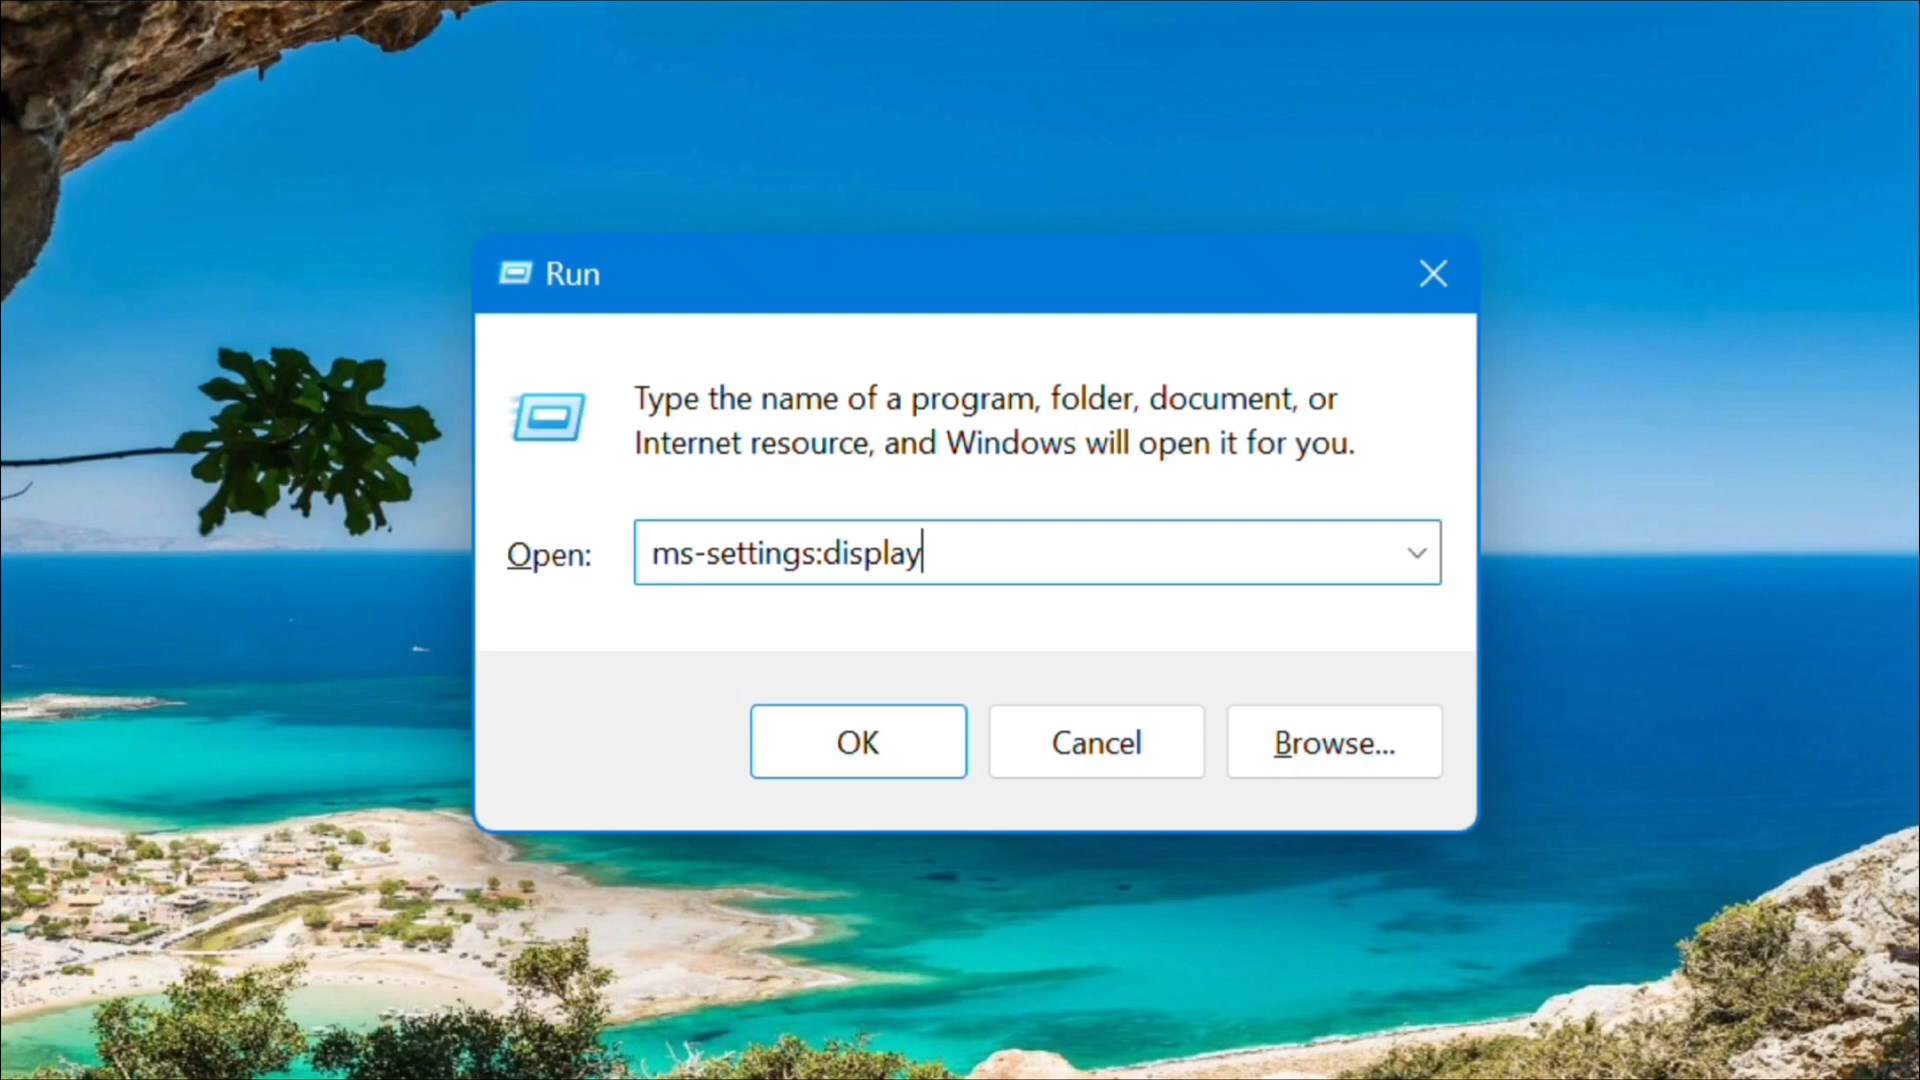 Run
Type the name of a program, folder, document, or
Internet resource, and Windows will open it for you.
Open: ms-settings:display
OK Cancel Browse...